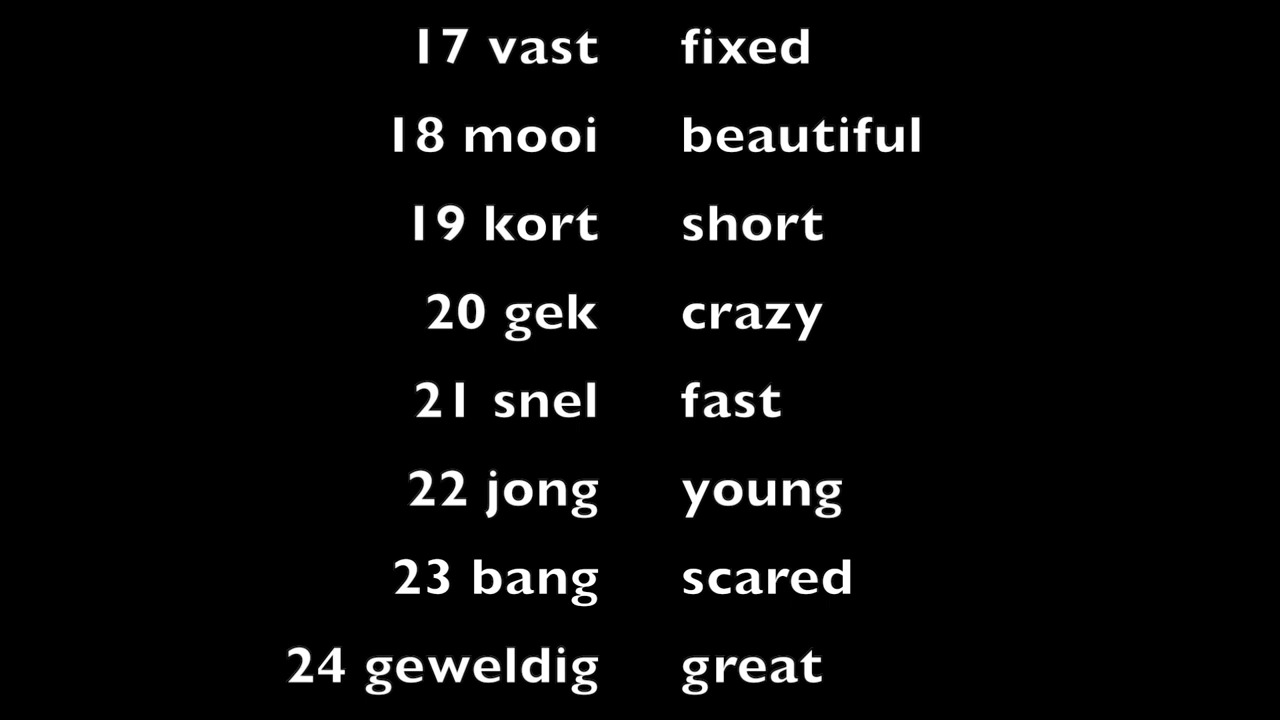 17 vast fixed
18 mooi beautiful
19 kort short
20 gek crazy
21 snel fast
22 jong young
23 bang scared
24 geweldig great